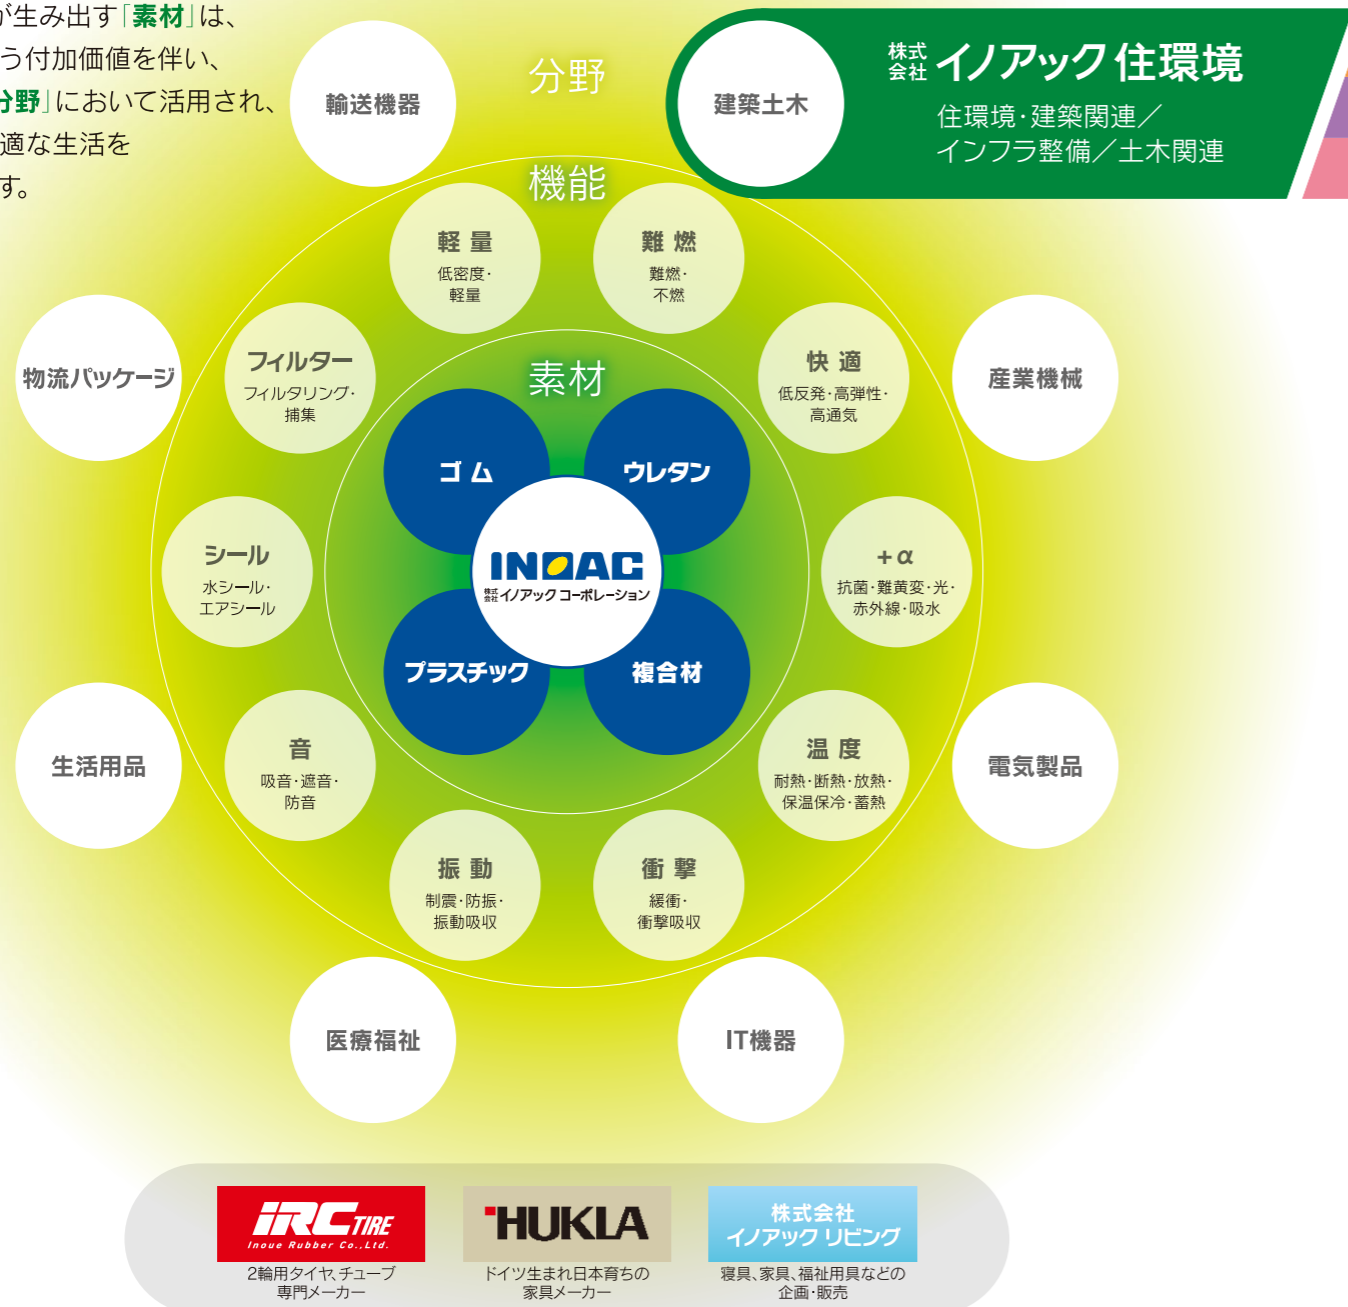 が生み出す「素材」は、
う付加価値を伴い、
分野」において活用され、
適な生活を
す。
分野
輸送機器
建築土木
株式会社 イノアック住環境
住環境・建築関連／
インフラ整備／土木関連
機能
軽量
低密度・
軽量
難燃
難燃・
不燃
フィルター
フィルタリング・
捕集
快適
低反発・高弾性・
高通気
物流パッケージ
産業機械
素材
ゴム
ウレタン
シール
水シール・
エアシール
INOAC
株式会社イノアック コーポレーション
+α
抗菌・難黄変・光・
赤外線・吸水
プラスチック
複合材
生活用品
電気製品
音
吸音・遮音・
防音
温度
耐熱・断熱・放熱・
保温保冷・蓄熱
振動
制震・防振・
振動吸収
衝撃
緩衝・
衝撃吸収
医療福祉
IT機器
iRC TIRE
Inoue Rubber Co.,Ltd.
2輪用タイヤ、チューブ
専門メーカー
HUKLA
ドイツ生まれ日本育ちの
家具メーカー
株式会社
イノアック リビング
寝具、家具、福祉用具などの
企画・販売